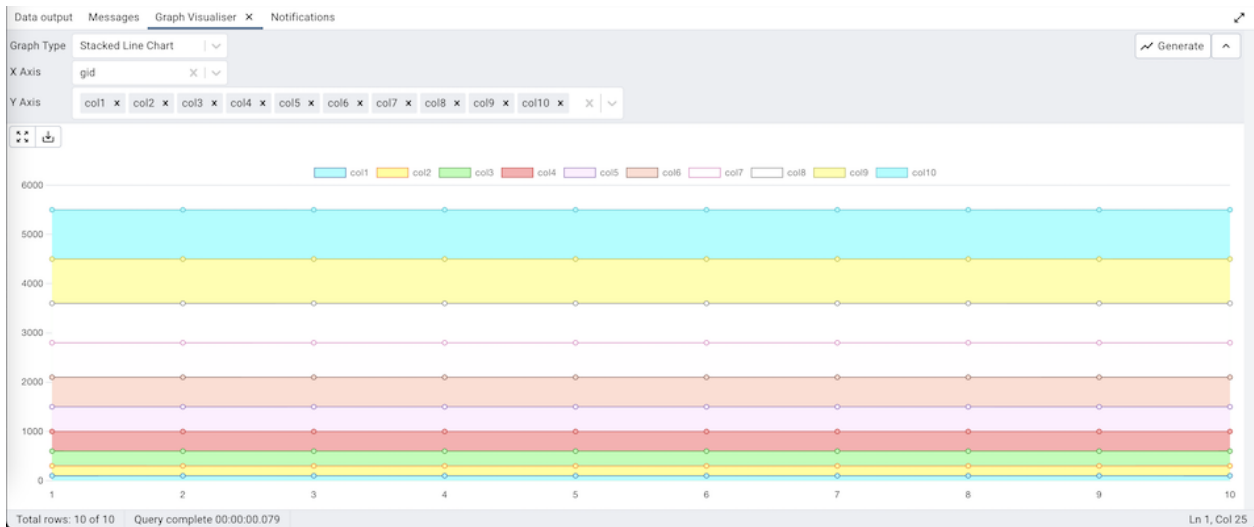 Data output Messages Graph Visualiser × Notifications
Graph Type Stacked Line Chart Generate
X Axis gid
Y Axis col1 × col2 × col3 × col4 × col5 × col6 × col7 × col8 × col9 × col10 ×
col1 col2 col3 col4 col5 col6 col7 col8 col9 col10
6000
5000
4000
3000
2000
1000
0
1 2 3 4 5 6 7 8 9 10
Total rows: 10 of 10 Query complete 00:00:00.079 Ln 1, Col 25